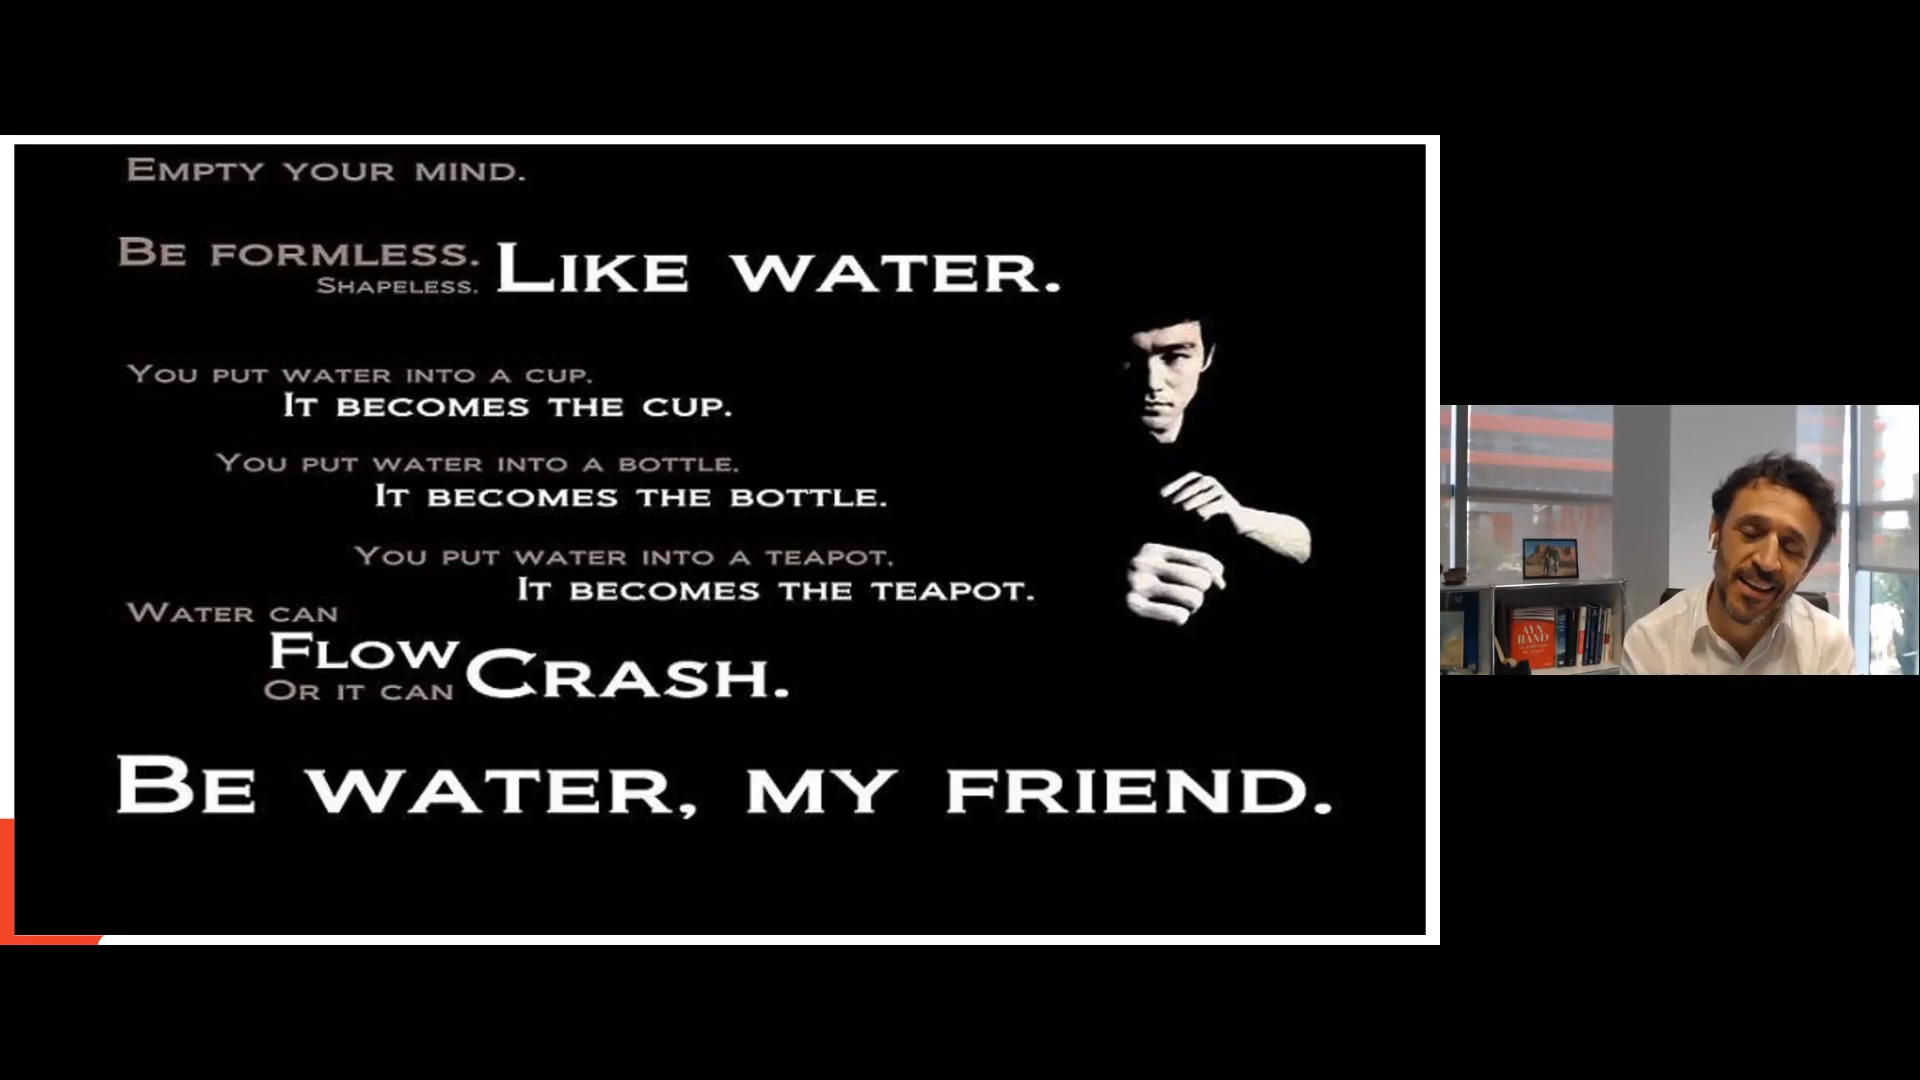 EMPTY YOUR MIND.
BE FORMLESS.
SHAPELESS.
LIKE WATER.
YOU PUT WATER INTO A CUP.
IT BECOMES THE CUP.
YOU PUT WATER INTO A BOTTLE.
IT BECOMES THE BOTTLE.
YOU PUT WATER INTO A TEAPOT.
IT BECOMES THE TEAPOT.
WATER CAN
FLOW
OR IT CAN
CRASH.
BE WATER, MY FRIEND.
AYN
RAND